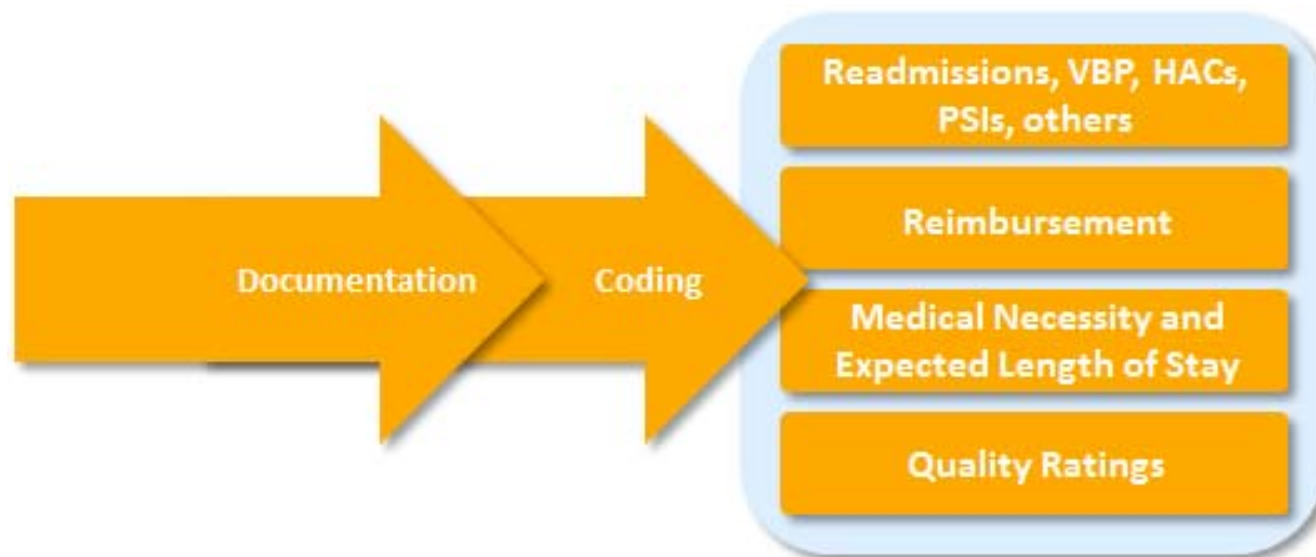 Documentation
Coding
Readmissions, VBP, HACs,
PSIs, others
Reimbursement
Medical Necessity and
Expected Length of Stay
Quality Ratings